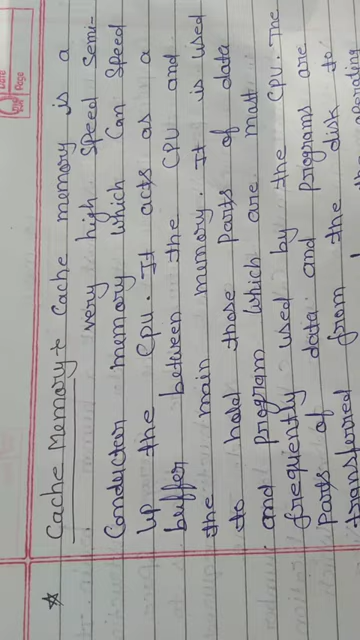 Date
Page
* Cache Memory → Cache memory is a
very high speed semi-
Conductor memory which can speed
up the CPU. It acts as a
buffer between the CPU and
the main memory. It is used
to hold those parts of data
and program which are most
frequiently used by the CPU. The
parts of data and programs are
transferred from the disk to